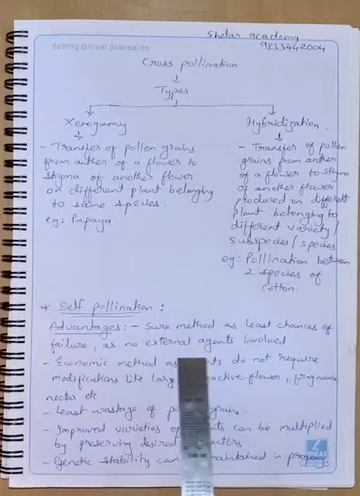 Shelar academy
9833442004
Setting Global Standards
Cross pollination
Types
Xenogamy
- Transfer of pollen grains
from anther of a flower to
stigma of another flower
on different plant belonging
to same species.
eg: Papaya.
Hybridization.
- Transfer of pollen
grains from anther
of a flower to stigma
of another flower
produced on different
plant belonging to
different variety/
subspecies/species
eg: Pollination between
2 species of
cotton.
* Self pollination:
Advantages: - Sure method as least chances of
failure, as no external agents involved
- Economic method as do not require
modifications like flower,
nectar etc.
- Least wastage of
- Improved varieties of can be multiplied
by preserving desired
- Genetic stability can maintained in progeny.
IDEAL